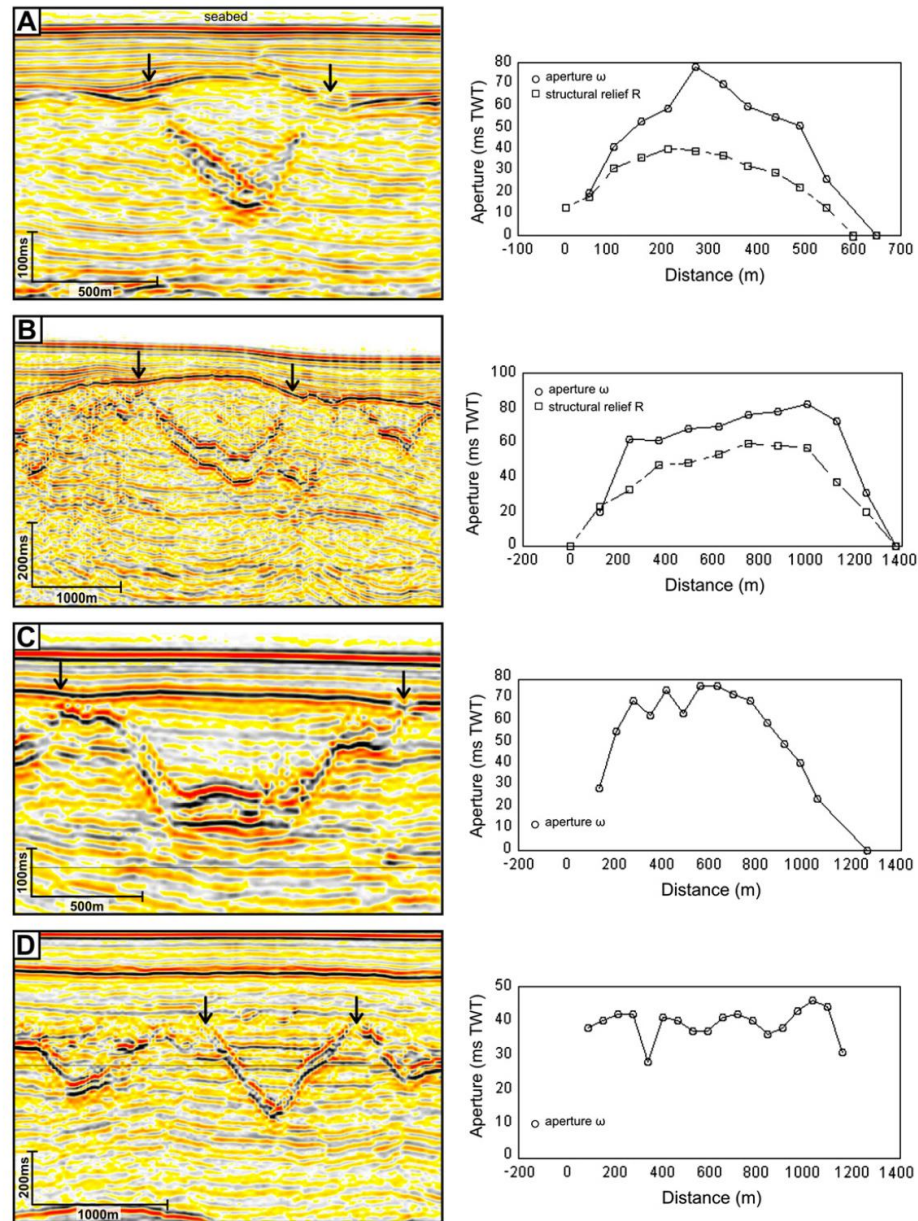 A
seabed
100ms
500m
aperture ω
structural relief R
Aperture (ms TWT)
80
70
60
50
40
30
20
10
0
-100 0 100 200 300 400 500 600 700
Distance (m)
B
200ms
1000m
aperture ω
structural relief R
Aperture (ms TWT)
100
80
60
40
20
0
-200 0 200 400 600 800 1000 1200 1400
Distance (m)
C
100ms
500m
aperture ω
Aperture (ms TWT)
80
70
60
50
40
30
20
10
0
-200 0 200 400 600 800 1000 1200 1400
Distance (m)
D
200ms
1000m
aperture ω
Aperture (ms TWT)
50
40
30
20
10
0
-200 0 200 400 600 800 1000 1200 1400
Distance (m)